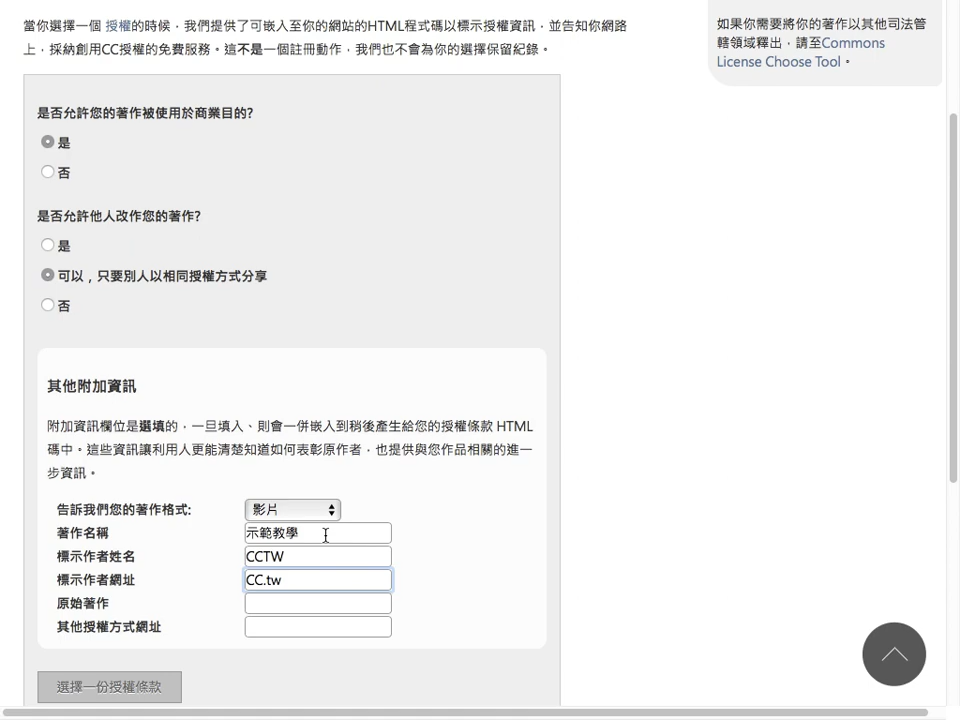 當你選擇一個 授權的時候，我們提供了可嵌入至你的網站的HTML程式碼以標示授權資訊，並告知你網路
上，採納創用CC授權的免費服務。這不是一個註冊動作，我們也不會為你的選擇保留紀錄。
如果你需要將你的著作以其他司法管
轄領域釋出，請至Commons
License Choose Tool。
是否允許您的著作被使用於商業目的?
是
否
是否允許他人改作您的著作?
是
可以，只要別人以相同授權方式分享
否
其他附加資訊
附加資訊欄位是選填的，一旦填入、則會一併嵌入到稍後產生給您的授權條款 HTML
碼中。這些資訊讓利用人更能清楚知道如何表彰原作者，也提供與您作品相關的進一
步資訊。
告訴我們您的著作格式: 影片
著作名稱 示範教學
標示作者姓名 CCTW
標示作者網址 CC.tw
原始著作
其他授權方式網址
選擇一份授權條款